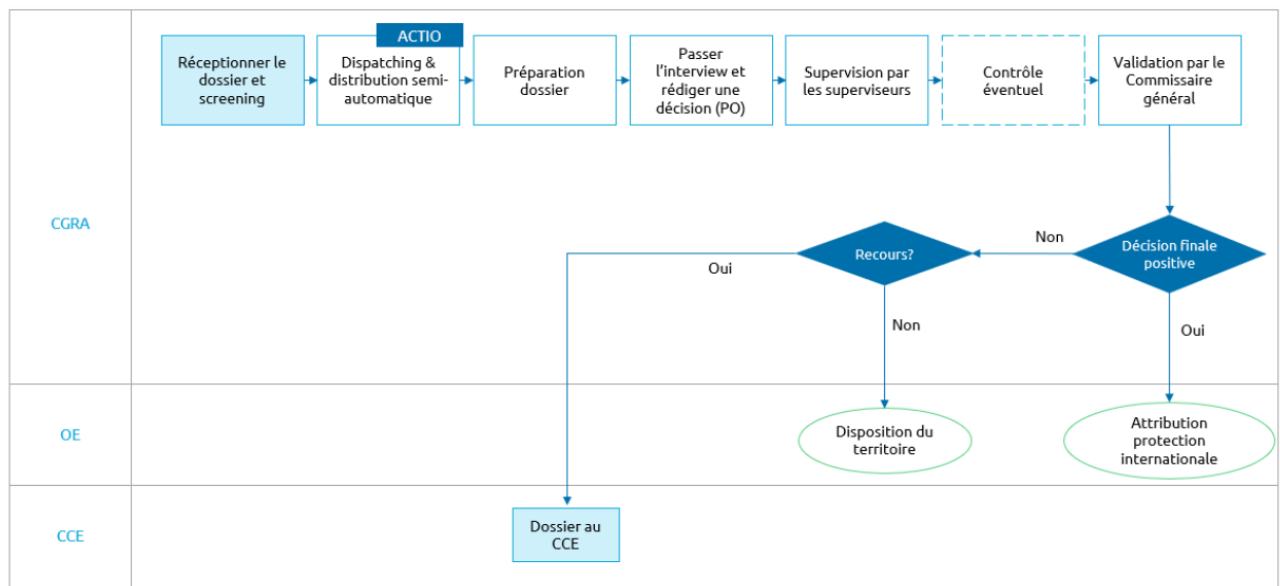 ACTIO
Réceptionner le
dossier et
screening
Dispatching &
distribution semi-
automatique
Préparation
dossier
Passer
l'interview et
rédiger une
décision (PO)
Supervision par
les superviseurs
Contrôle
éventuel
Validation par le
Commissaire
général
CGRA
Décision finale
positive
Non
Recours?
Oui
Non
Oui
OE
Disposition du
territoire
Attribution
protection
internationale
CCE
Dossier au
CCE